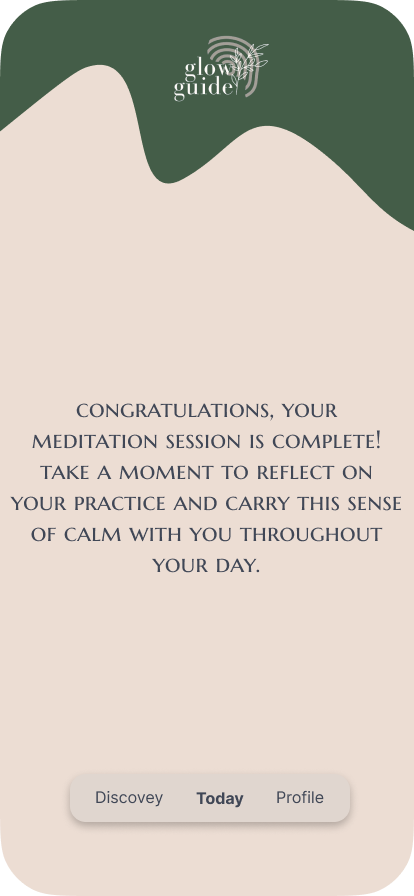 glow
guide
CONGRATULATIONS, YOUR
MEDITATION SESSION IS COMPLETE!
TAKE A MOMENT TO REFLECT ON
YOUR PRACTICE AND CARRY THIS SENSE
OF CALM WITH YOU THROUGHOUT
YOUR DAY.
Discovey Today Profile